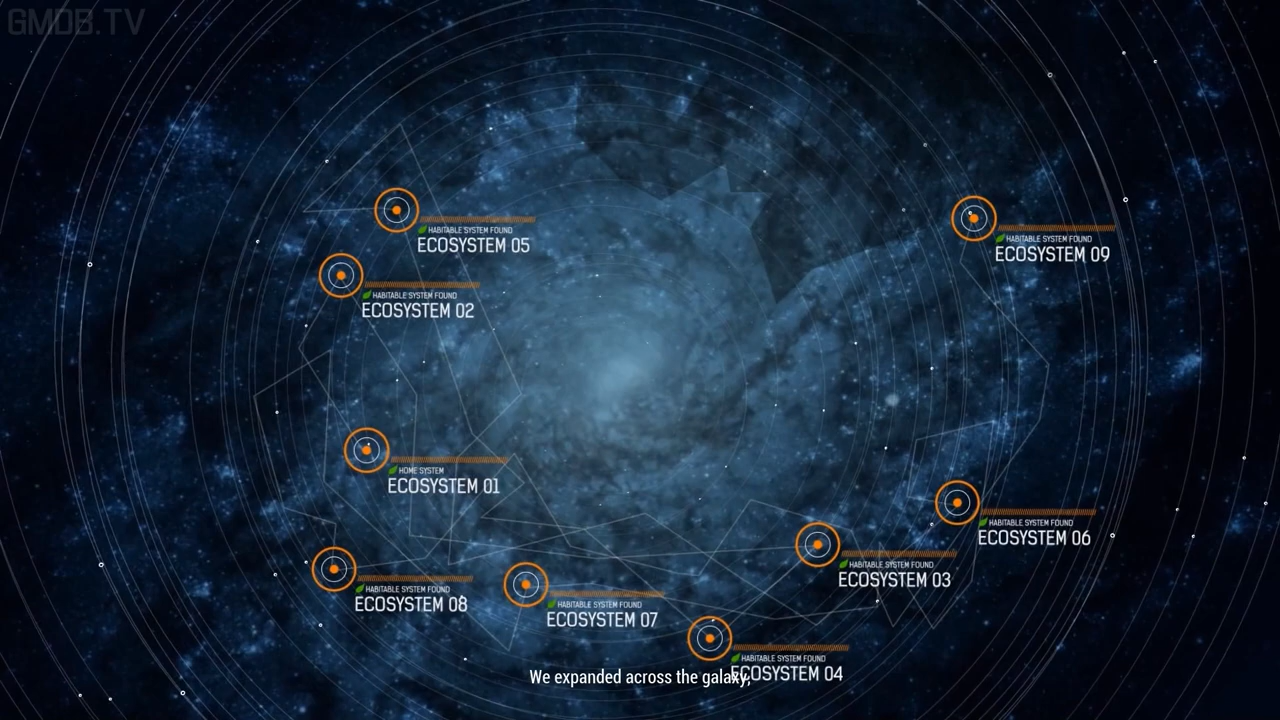 GMDB.TV
HABITABLE SYSTEM FOUND
ECOSYSTEM 05
HABITABLE SYSTEM FOUND
ECOSYSTEM 09
HABITABLE SYSTEM FOUND
ECOSYSTEM 02
HOME SYSTEM
ECOSYSTEM 01
HABITABLE SYSTEM FOUND
ECOSYSTEM 06
HABITABLE SYSTEM FOUND
ECOSYSTEM 03
HABITABLE SYSTEM FOUND
ECOSYSTEM 08
HABITABLE SYSTEM FOUND
ECOSYSTEM 07
HABITABLE SYSTEM FOUND
ECOSYSTEM 04
We expanded across the galaxy,